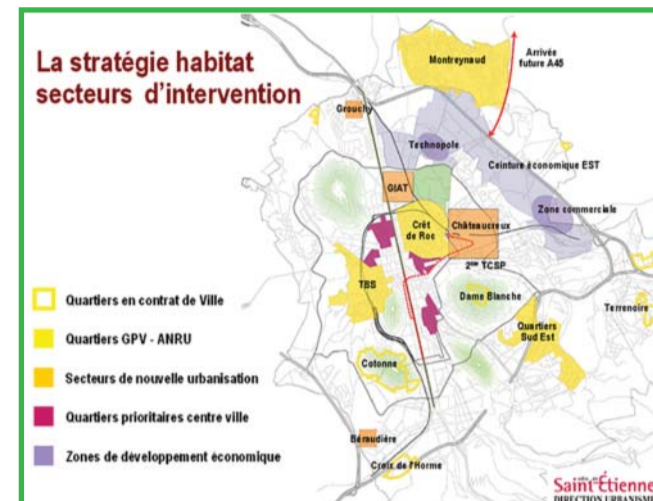 La stratégie habitat
secteurs d'intervention
Montreynaud
Arrivée
future A45
Grouchy
Technopole
Ceinture économique EST
GIAT
Zone commerciale
Crêt
de Roc
Châteaucreux
2ème TCSP
TBS
Dame Blanche
Terrenoire
Quartiers
Sud Est
Cotonne
Béraudière
Croix de l'Horme
Quartiers en contrat de Ville
Quartiers GPV - ANRU
Secteurs de nouvelle urbanisation
Quartiers prioritaires centre ville
Zones de développement économique
Saint-Étienne
DIRECTION URBANISME